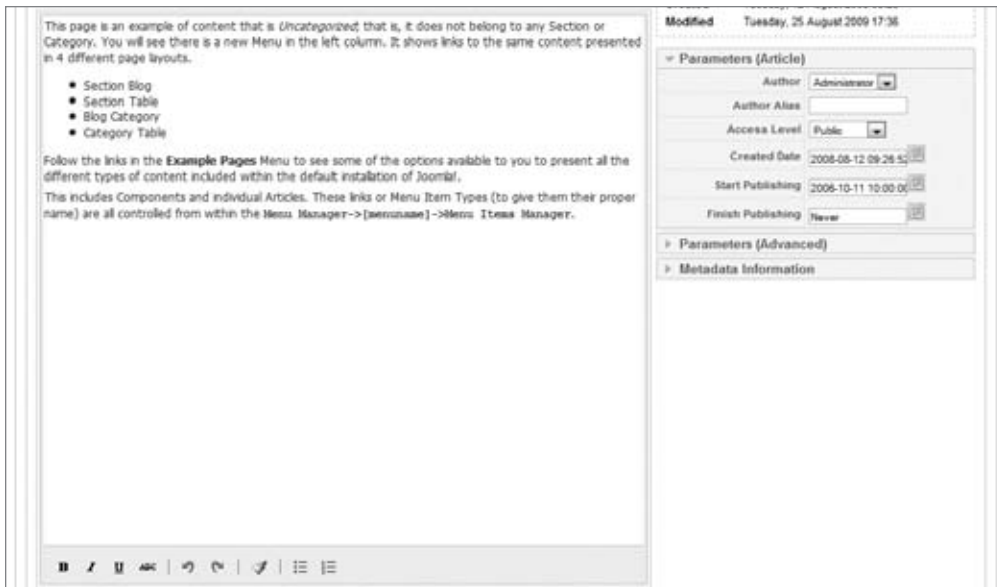 This page is an example of content that is Uncategorized; that is, it does not belong to any Section or
Category. You will see there is a new Menu in the left column. It shows links to the same content presented
in 4 different page layouts.
Section Blog
Section Table
Blog Category
Category Table
Follow the links in the Example Pages Menu to see some of the options available to you to present all the
different types of content included within the default installation of Joomla!.
This includes Components and individual Articles. These links or Menu Item Types (to give them their proper
name) are all controlled from within the Menu Manager->[menuname]->Menu Items Manager.
B I U ABC
Modified Tuesday, 25 August 2009 17:36
Parameters (Article)
Author Administrator
Author Alias
Access Level Public
Created Date 2008-08-12 09:26:52
Start Publishing 2006-10-11 10:00:00
Finish Publishing Never
Parameters (Advanced)
Metadata Information